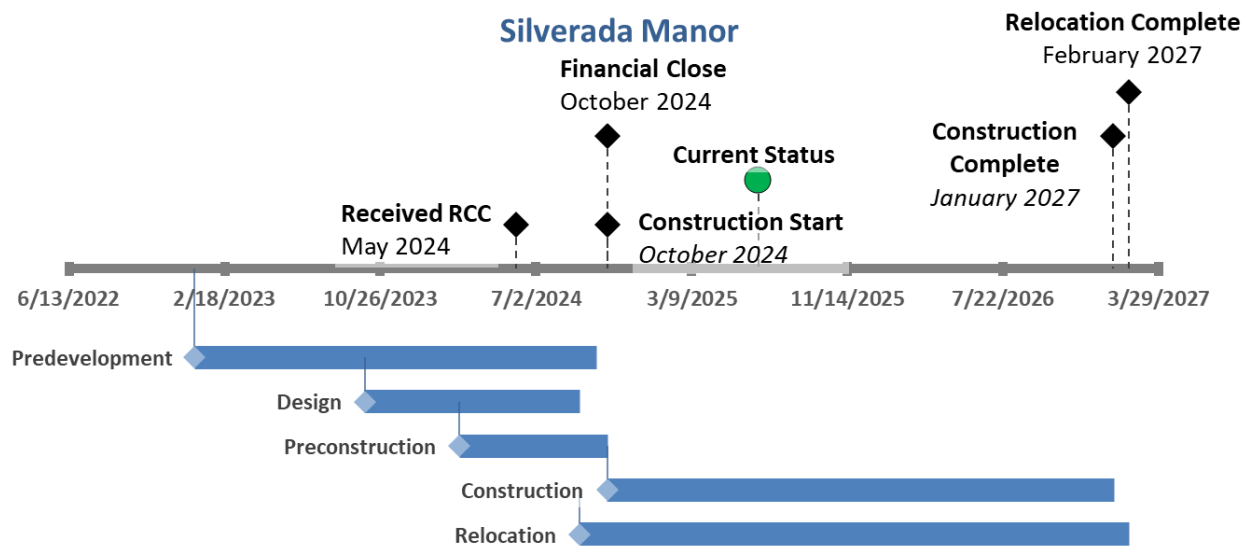 Silverada Manor
Relocation Complete
February 2027
Financial Close
October 2024
Construction
Complete
January 2027
Current Status
Received RCC
May 2024
Construction Start
October 2024
6/13/2022
2/18/2023
10/26/2023
7/2/2024
3/9/2025
11/14/2025
7/22/2026
3/29/2027
Predevelopment
Design
Preconstruction
Construction
Relocation